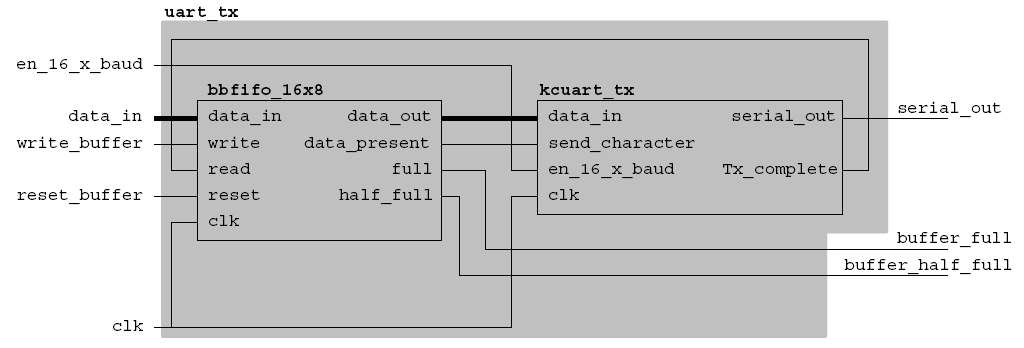 uart_tx
en_16_x_baud
bbfifo_16x8 kcuart_tx
data_in data_in data_out data_in serial_out serial_out
write_buffer write data_present send_character
read full en_16_x_baud Tx_complete
reset_buffer reset half_full clk
clk
buffer_full
buffer_half_full
clk